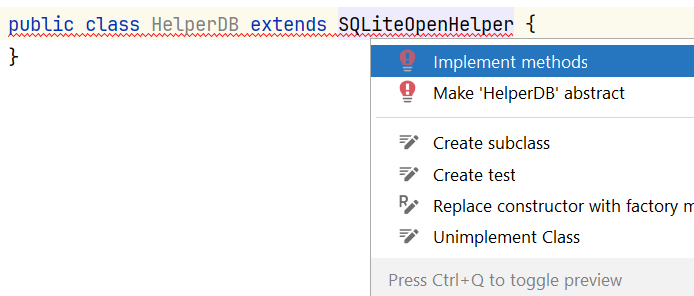 public class HelperDB extends SQLiteOpenHelper {
}
Implement methods
Make 'HelperDB' abstract
Create subclass
Create test
Replace constructor with factory
Unimplement Class
Press Ctrl+Q to toggle preview